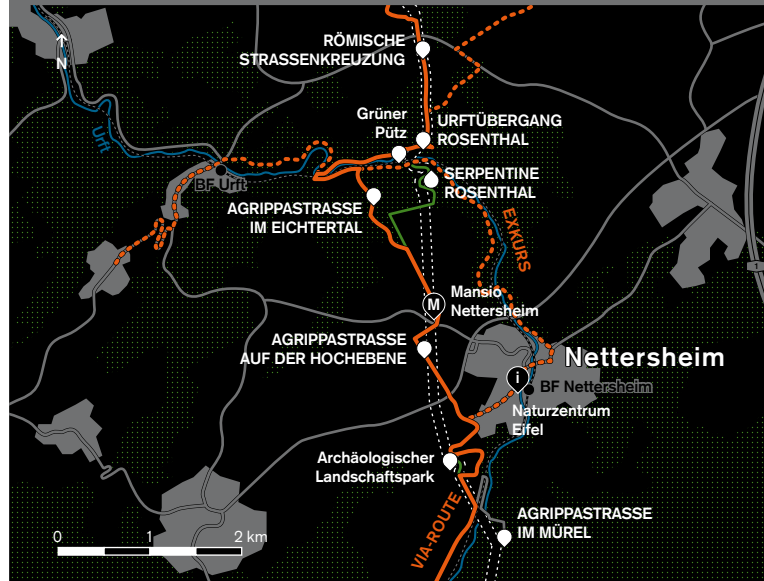 RÖMISCHE
STRASSENKREUZUNG
N
Grüner
Pütz
URFTÜBERGANG
ROSENTHAL
Urft
BF Urft
SERPENTINE
ROSENTHAL
AGRIPPASTRASSE
IM EICHTERTAL
EXKURS
1
M
Mansio
Nettersheim
AGRIPPASTRASSE
AUF DER HOCHEBENE
Nettersheim
i
BF Nettersheim
Naturzentrum
Eifel
Archäologischer
Landschaftspark
VIA-ROUTE
AGRIPPASTRASSE
IM MÜREL
0 1 2 km